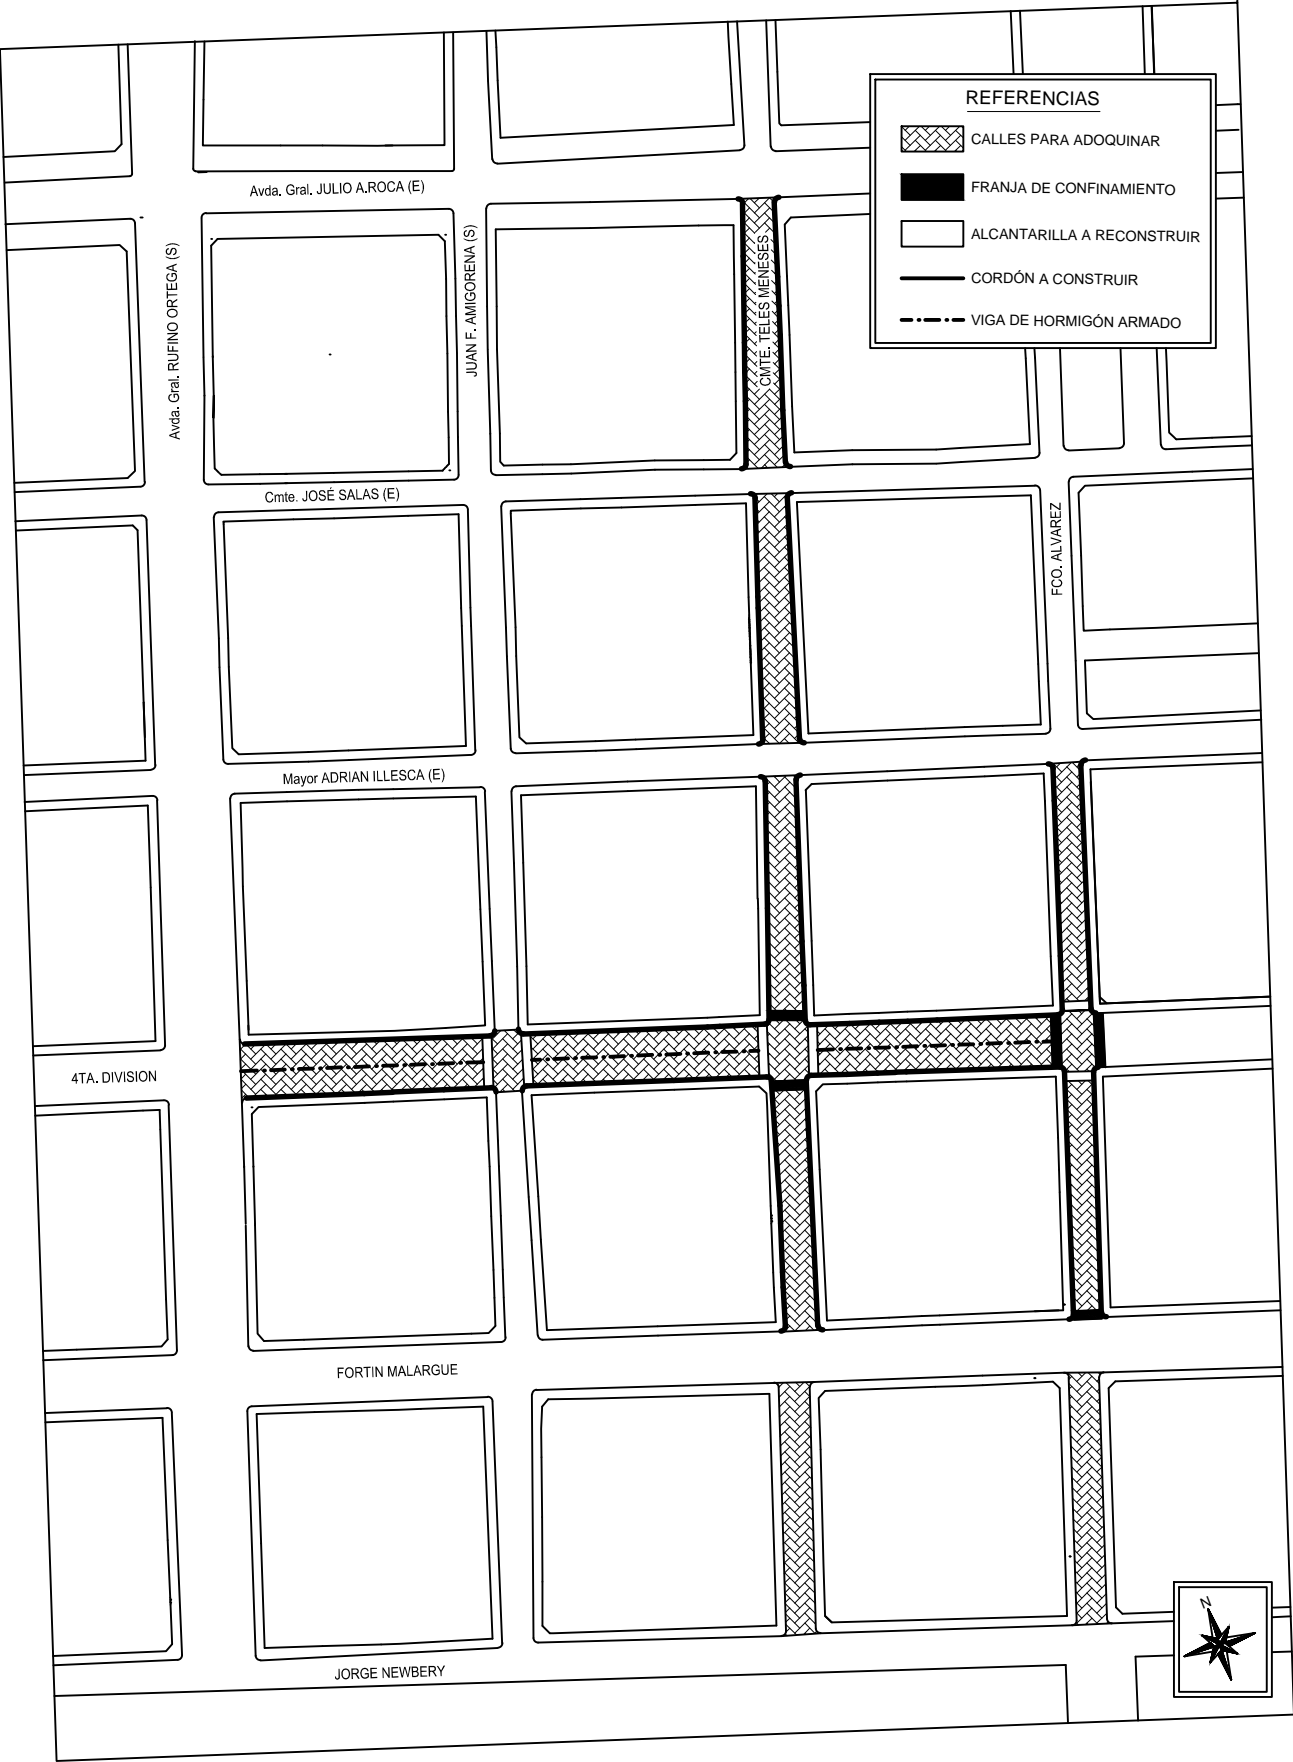 REFERENCIAS
CALLES PARA ADOQUINAR
FRANJA DE CONFINAMIENTO
ALCANTARILLA A RECONSTRUIR
CORDÓN A CONSTRUIR
VIGA DE HORMIGÓN ARMADO
Avda. Gral. JULIO A.ROCA (E)
Avda. Gral. RUFINO ORTEGA (S)
JUAN F. AMIGORENA (S)
CMTE. TELES MENESES
Cmte. JOSÉ SALAS (E)
FCO. ALVAREZ
Mayor ADRIAN ILLESCA (E)
4TA. DIVISION
FORTIN MALARGUE
JORGE NEWBERY
N